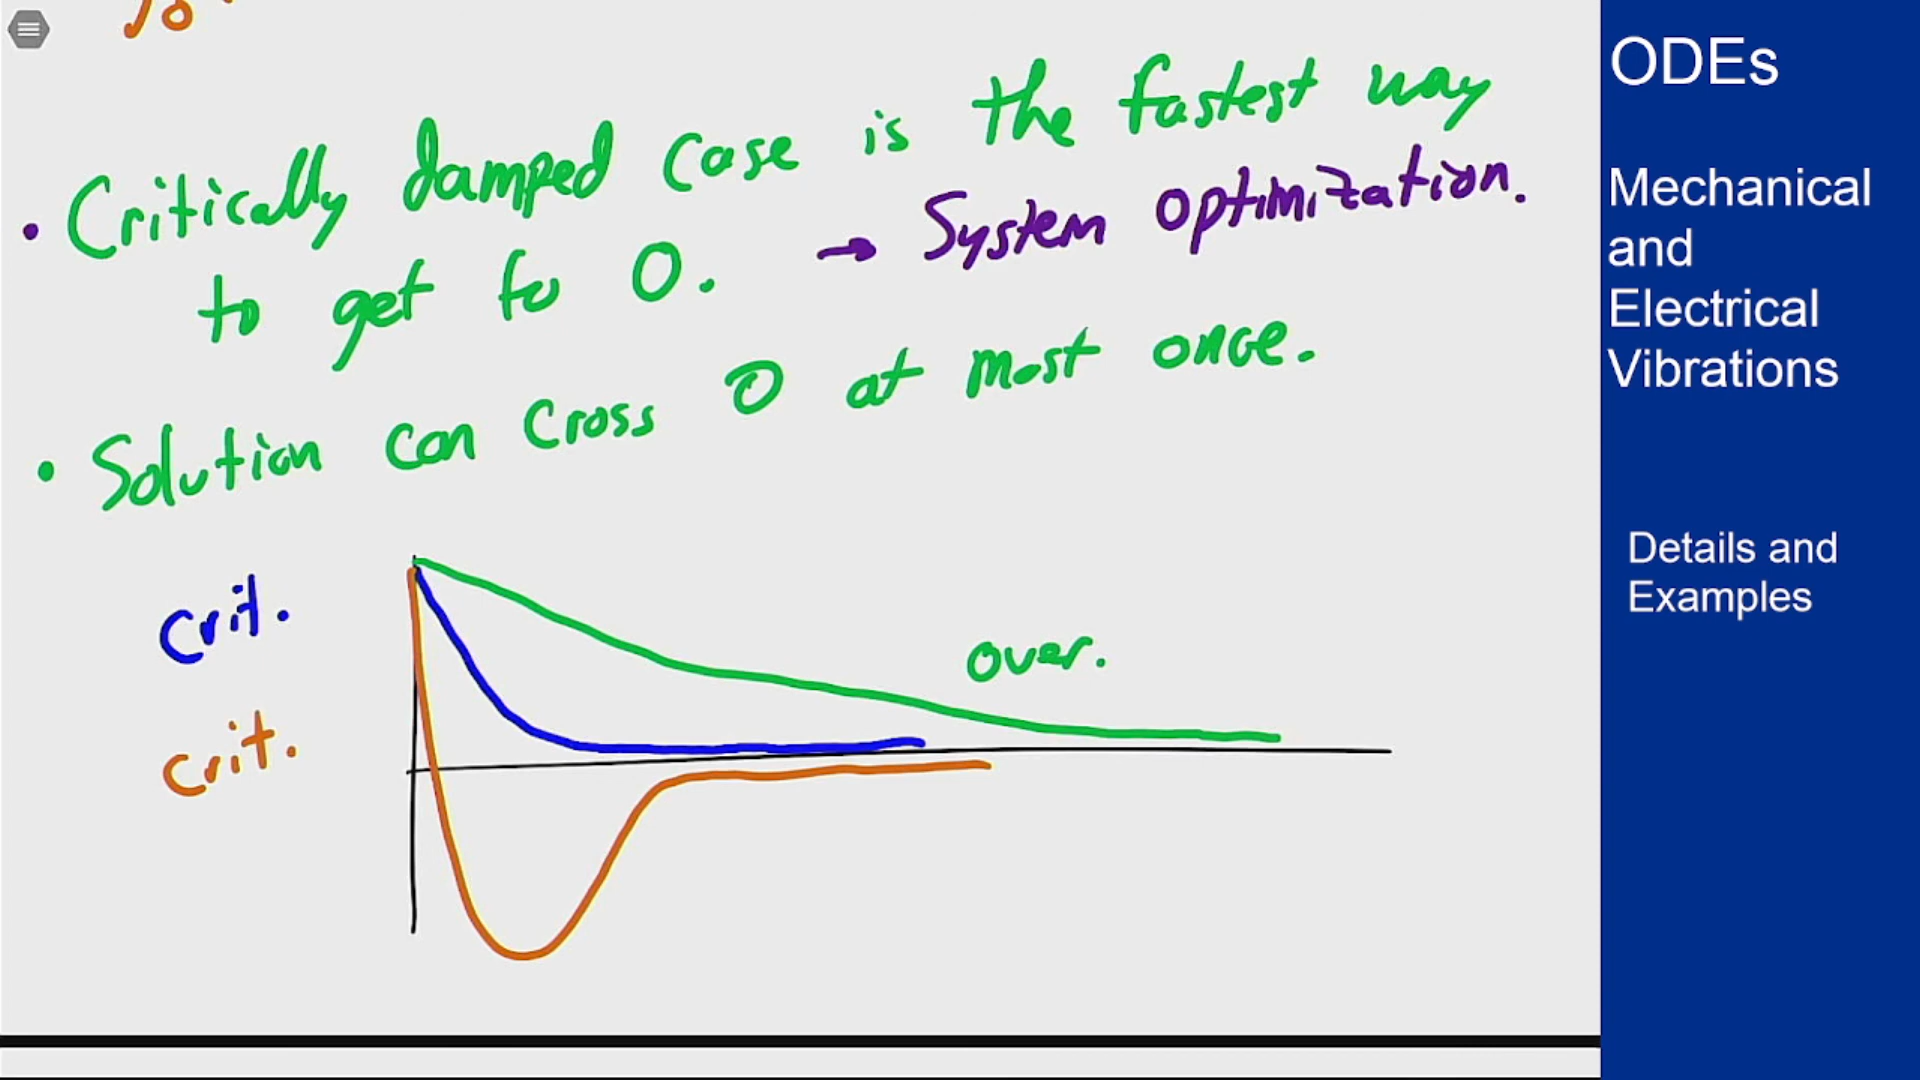 • Critically damped case is the fastest way
to get to 0. → System optimization.
• Solution can cross 0 at most once.
Crit.
over.
Crit.
ODEs
Mechanical
and
Electrical
Vibrations
Details and
Examples